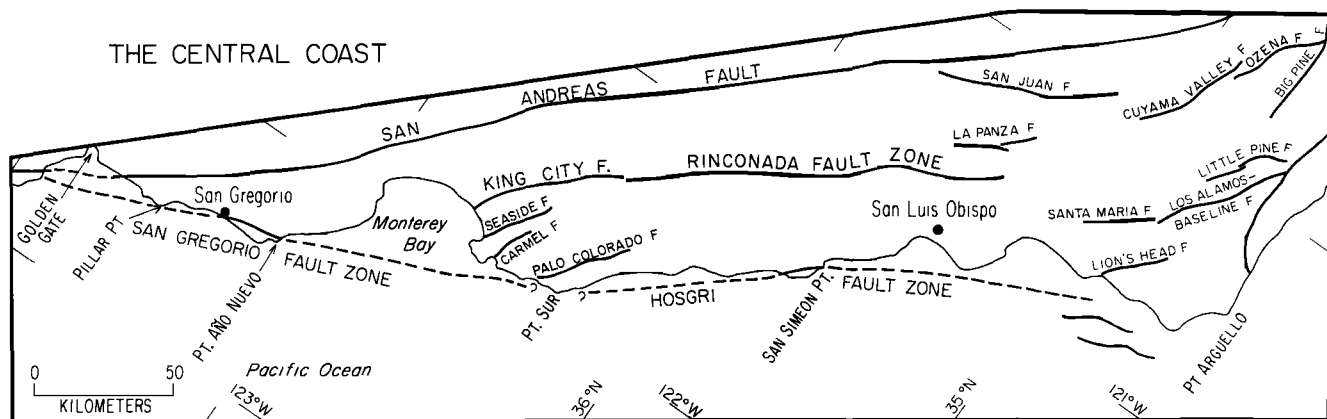 THE CENTRAL COAST
SAN ANDREAS FAULT
SAN JUAN F
CUYAMA VALLEY F
OZENA F
BIG PINE F
LA PANZA F
KING CITY F.
RINCONADA FAULT ZONE
LITTLE PINE F
LOS ALAMOS-
BASELINE F
SANTA MARIA F
San Gregorio
San Luis Obispo
GOLDEN
GATE
PILLAR PT
SAN GREGORIO FAULT ZONE
PT. AÑO NUEVO
Monterey
Bay
SEASIDE F
CARMEL F
PALO COLORADO F
PT. SUR
HOSGRI FAULT ZONE
SAN SIMEON PT.
LION'S HEAD F
PT ARGUELLO
Pacific Ocean
0 50
KILOMETERS
123°W
36°N
122°W
35°N
121°W